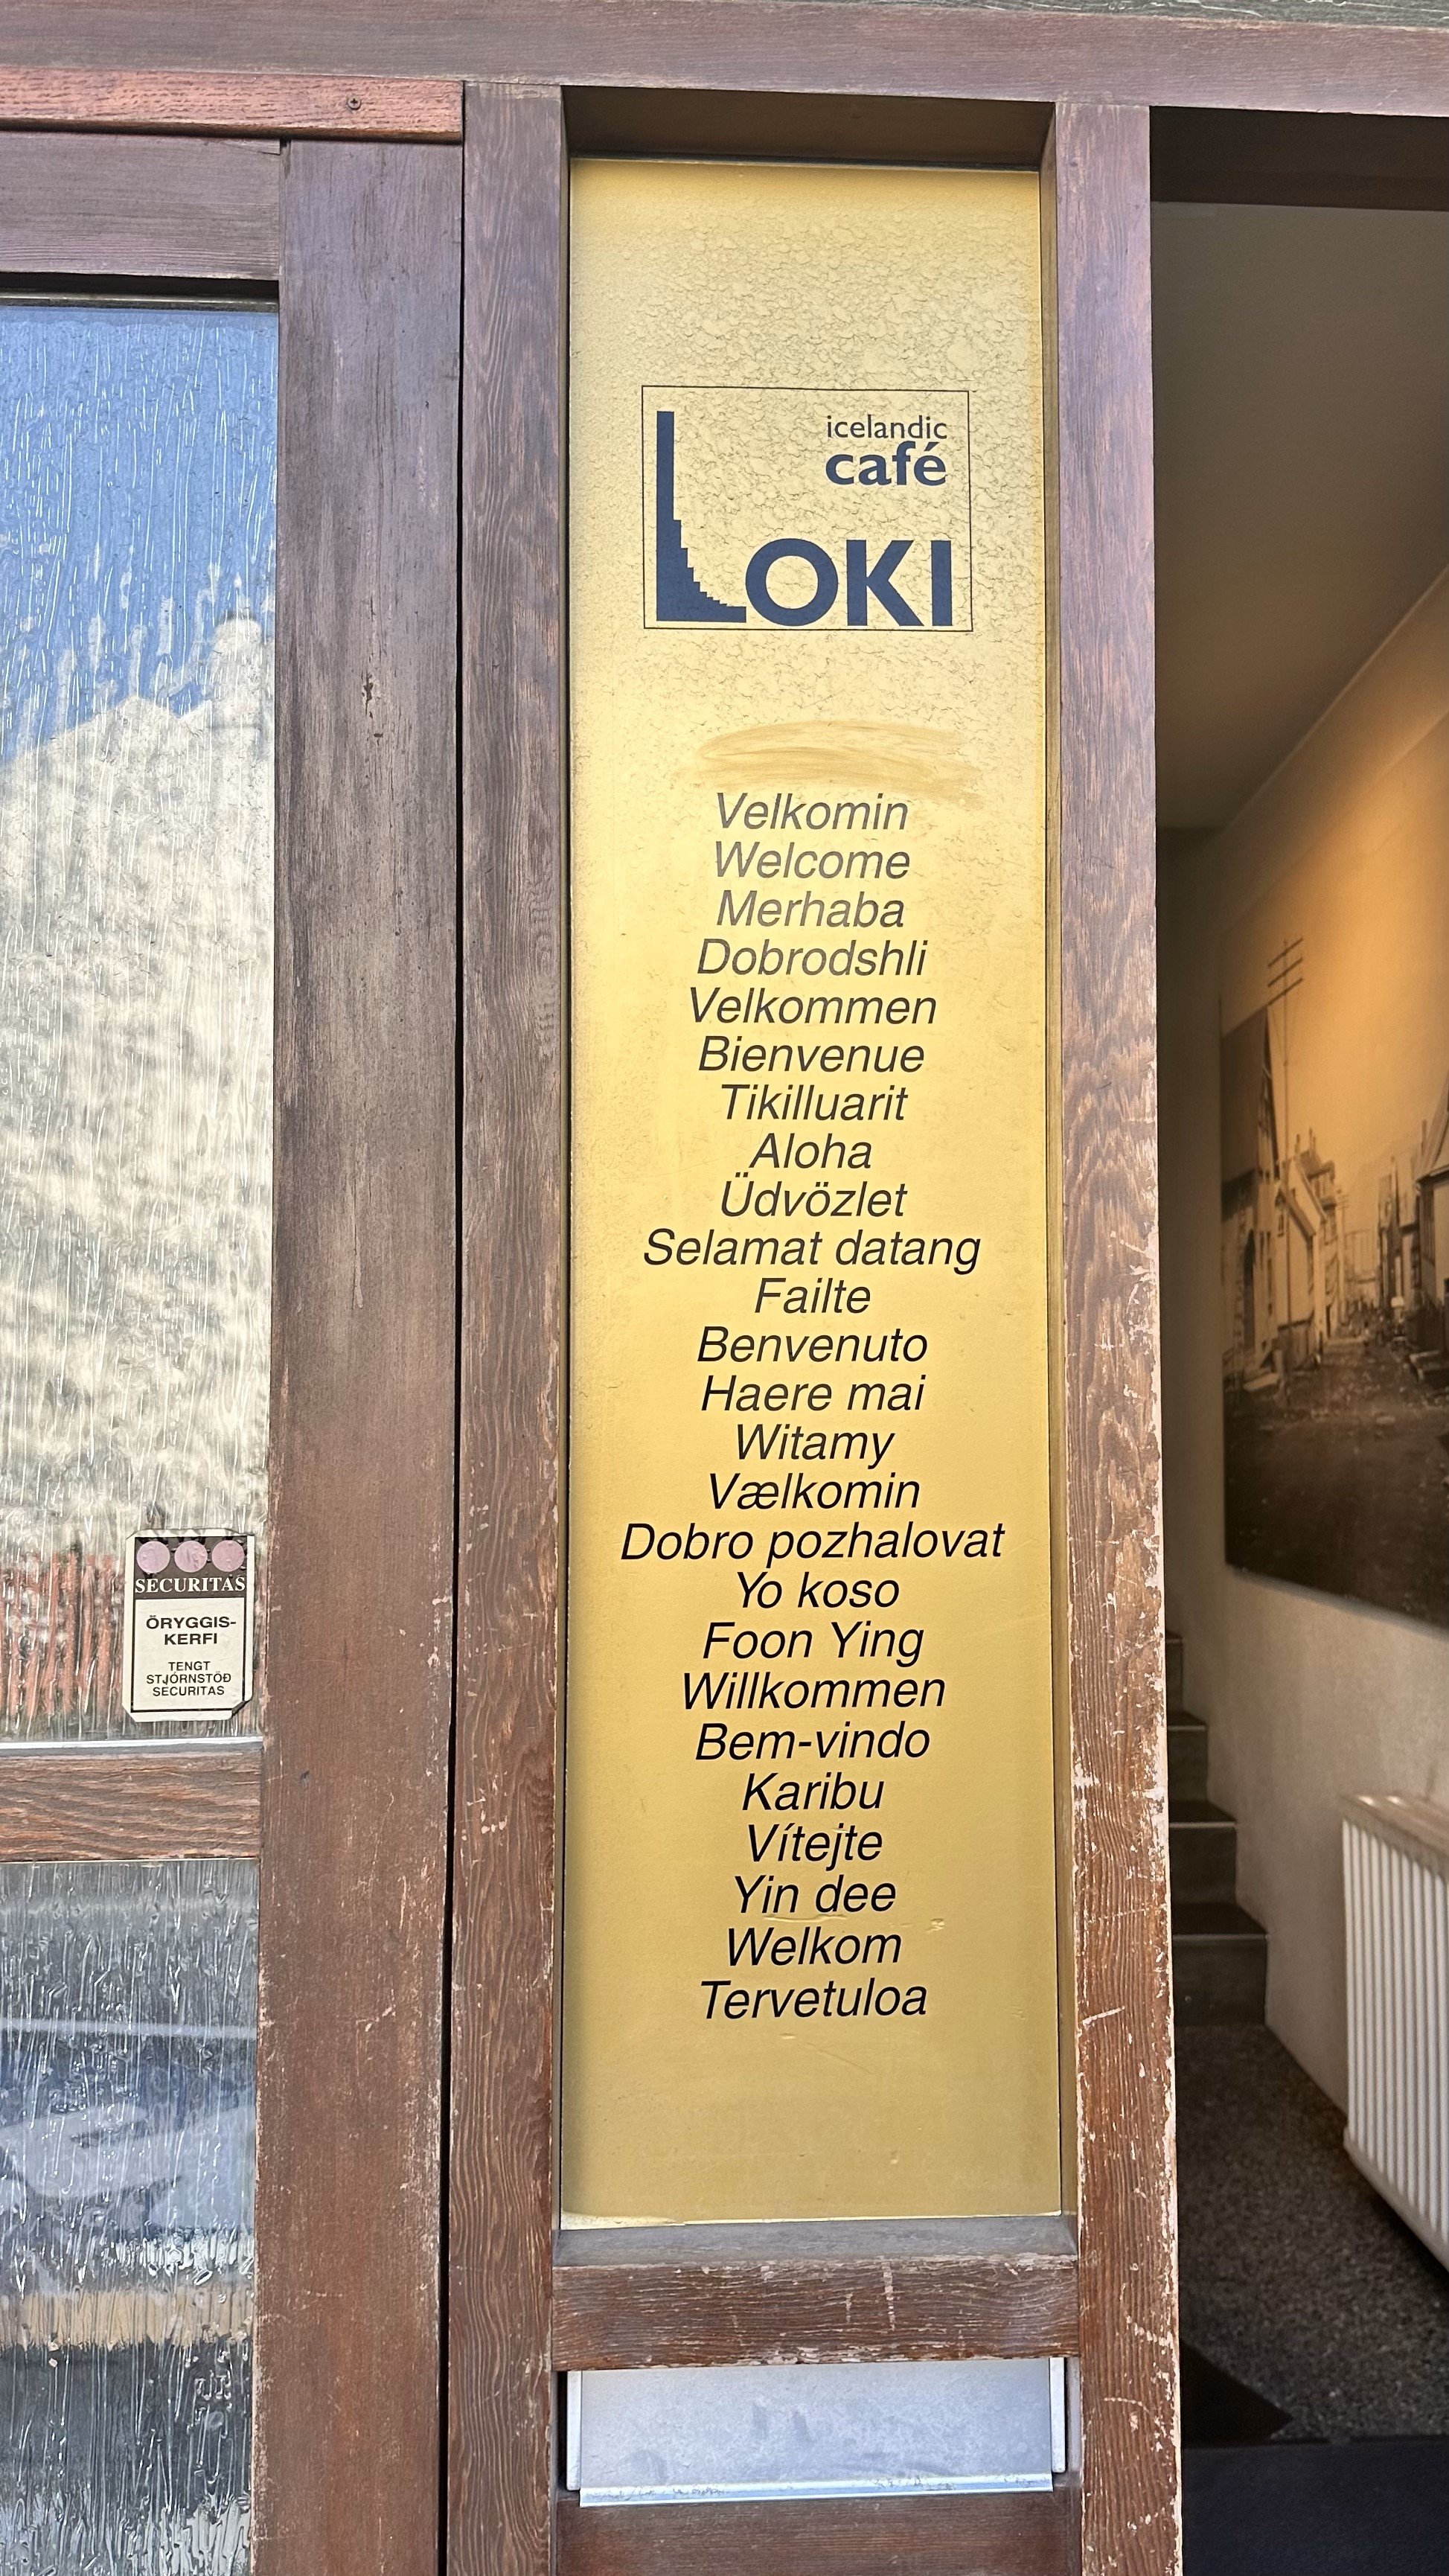 icelandic
café
LOKI
Velkomin
Welcome
Merhaba
Dobrodshli
Velkommen
Bienvenue
Tikilluarit
Aloha
Üdvözlet
Selamat datang
Failte
Benvenuto
Haere mai
Witamy
Vælkomin
Dobro pozhalovat
Yo koso
Foon Ying
Willkommen
Bem-vindo
Karibu
Vítejte
Yin dee
Welkom
Tervetuloa
SECURITAS
ÖRYGGIS-
KERFI
TENGT
STJÓRNSTÖÐ
SECURITAS